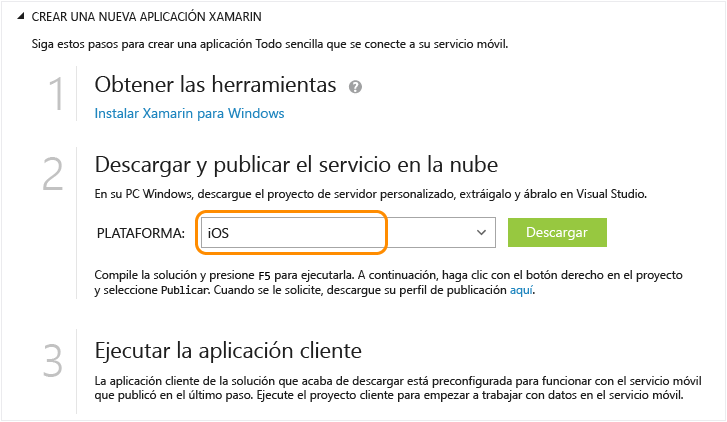 CREAR UNA NUEVA APLICACIÓN XAMARIN
Siga estos pasos para crear una aplicación Todo sencilla que se conecte a su servicio móvil.
1 Obtener las herramientas ?
Instalar Xamarin para Windows
2 Descargar y publicar el servicio en la nube
En su PC Windows, descargue el proyecto de servidor personalizado, extráigalo y ábralo en Visual Studio.
PLATAFORMA: iOS Descargar
Compile la solución y presione F5 para ejecutarla. A continuación, haga clic con el botón derecho en el proyecto
y seleccione Publicar. Cuando se le solicite, descargue su perfil de publicación aquí.
3 Ejecutar la aplicación cliente
La aplicación cliente de la solución que acaba de descargar está preconfigurada para funcionar con el servicio móvil
que publicó en el último paso. Ejecute el proyecto cliente para empezar a trabajar con datos en el servicio móvil.